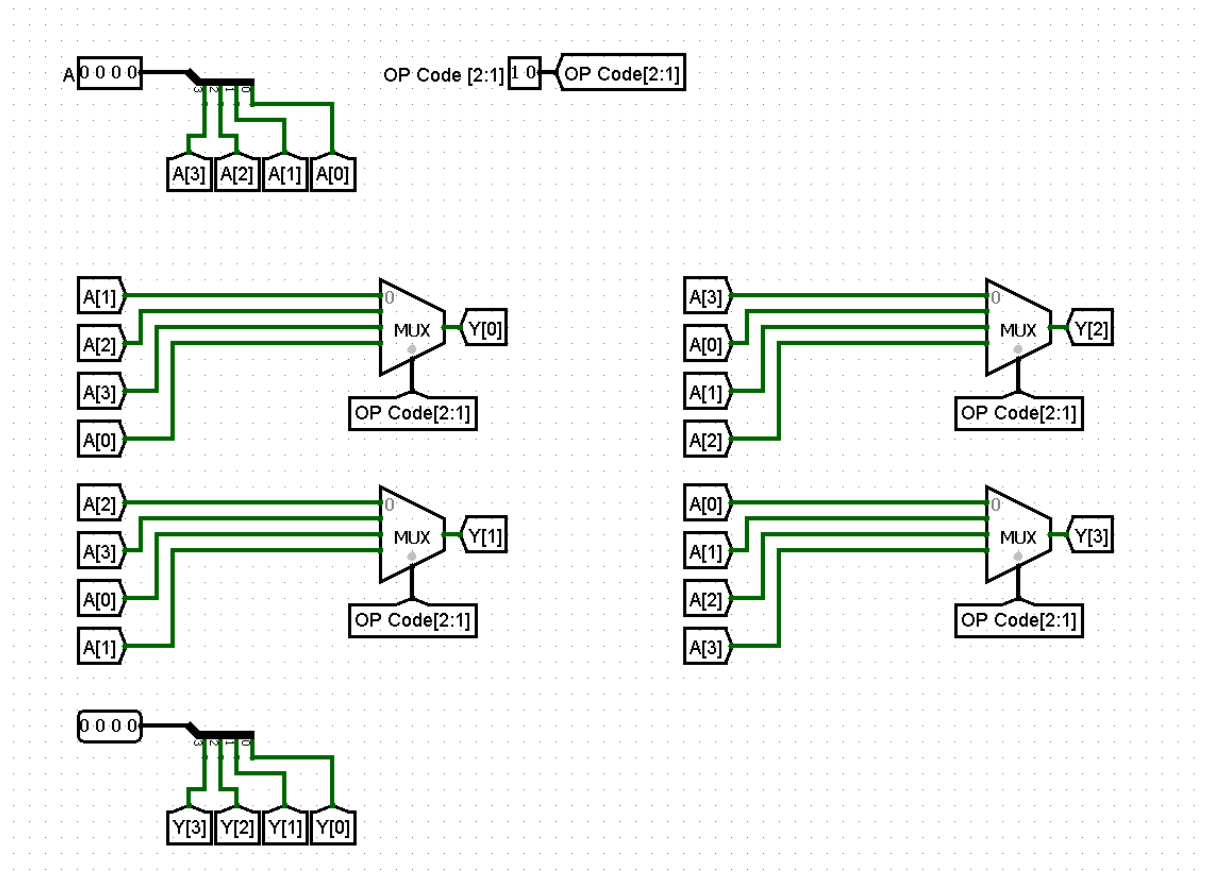 A 0 0 0 0 OP Code [2:1] 1 0 OP Code[2:1]
3 2 1 0
A[3] A[2] A[1] A[0]
A[1] 0 A[3] 0
A[2] MUX Y[0] A[0] MUX Y[2]
A[3] A[1]
OP Code[2:1] OP Code[2:1]
A[0] A[2]
A[2] 0 A[0] 0
A[3] MUX Y[1] A[1] MUX Y[3]
A[0] A[2]
OP Code[2:1] OP Code[2:1]
A[1] A[3]
0 0 0 0
3 2 1 0
Y[3] Y[2] Y[1] Y[0]